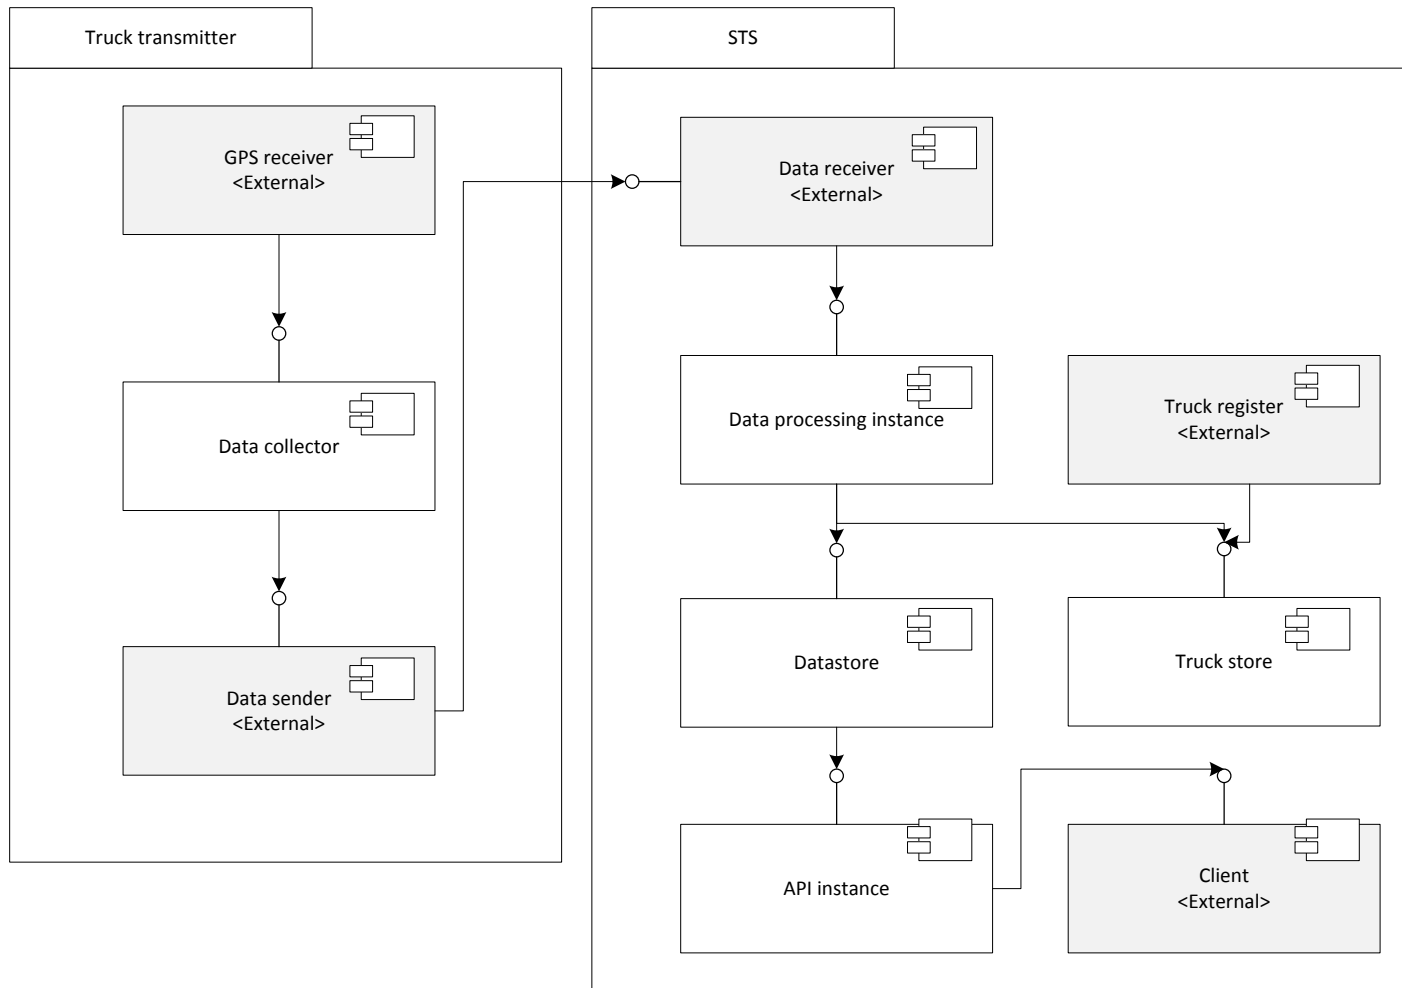 Truck transmitter
STS
GPS receiver
<External>
Data collector
Data sender
<External>
Data receiver
<External>
Data processing instance
Truck register
<External>
Datastore
Truck store
API instance
Client
<External>